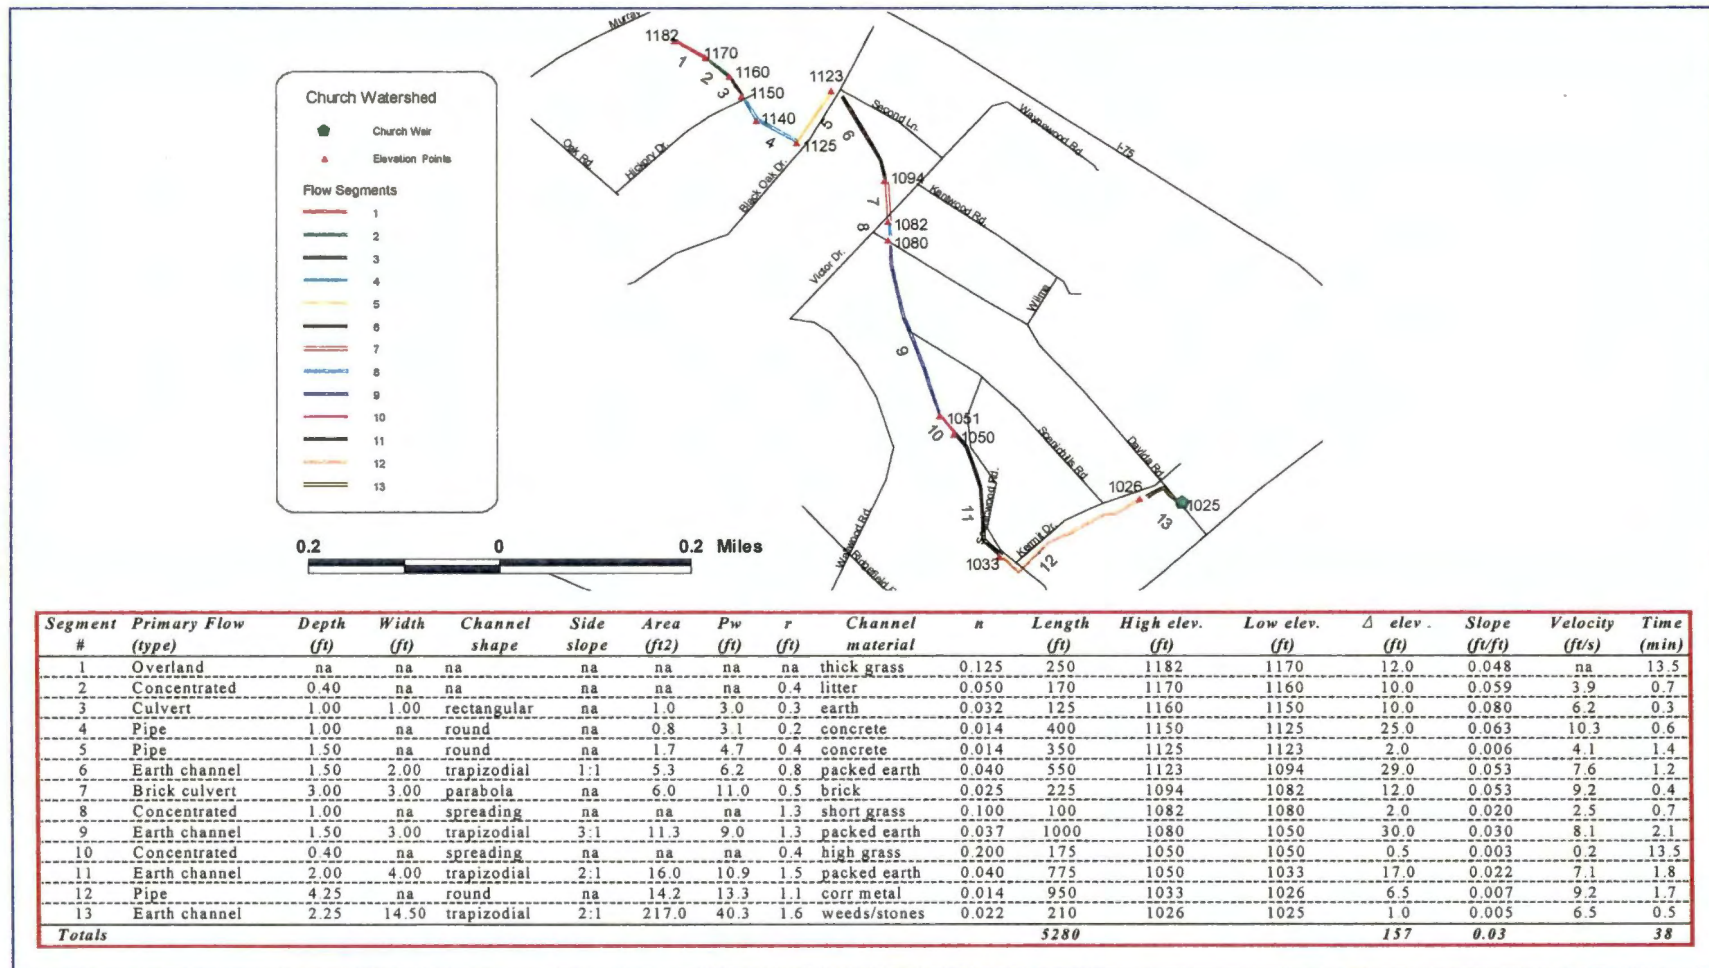 Murray
1182
1170
1160
1150
1140
1125
1123
1
2
3
4
5
6
Second Ln.
Waynewood Rd.
I-75
Oak Rd.
Hickory Dr.
Black Oak Dr.
1094
7
Kentwood Rd.
1082
8
1080
Victor Dr.
Wilma
9
1051
10
1050
Scenichills Rd.
Davida Rd.
11
1026
13
1025
Kermit Dr.
12
1033
Ridgefield
Church Watershed
Church Weir
Elevation Points
Flow Segments
1
2
3
4
5
6
7
8
9
10
11
12
13
0.2 0 0.2 Miles
Segment Primary Flow Depth Width Channel Side Area Pw r Channel n Length High elev. Low elev. Δ elev . Slope Velocity Time
# (type) (ft) (ft) shape slope (ft2) (ft) (ft) material (ft) (ft) (ft) (ft) (ft/ft) (ft/s) (min)
1 Overland na na na na na na na thick grass 0.125 250 1182 1170 12.0 0.048 na 13.5
2 Concentrated 0.40 na na na na na 0.4 litter 0.050 170 1170 1160 10.0 0.059 3.9 0.7
3 Culvert 1.00 1.00 rectangular na 1.0 3.0 0.3 earth 0.032 125 1160 1150 10.0 0.080 6.2 0.3
4 Pipe 1.00 na round na 0.8 3.1 0.2 concrete 0.014 400 1150 1125 25.0 0.063 10.3 0.6
5 Pipe 1.50 na round na 1.7 4.7 0.4 concrete 0.014 350 1125 1123 2.0 0.006 4.1 1.4
6 Earth channel 1.50 2.00 trapizodial 1:1 5.3 6.2 0.8 packed earth 0.040 550 1123 1094 29.0 0.053 7.6 1.2
7 Brick culvert 3.00 3.00 parabola na 6.0 11.0 0.5 brick 0.025 225 1094 1082 12.0 0.053 9.2 0.4
8 Concentrated 1.00 na spreading na na na 1.3 short grass 0.100 100 1082 1080 2.0 0.020 2.5 0.7
9 Earth channel 1.50 3.00 trapizodial 3:1 11.3 9.0 1.3 packed earth 0.037 1000 1080 1050 30.0 0.030 8.1 2.1
10 Concentrated 0.40 na spreading na na na 0.4 high grass 0.200 175 1050 1050 0.5 0.003 0.2 13.5
11 Earth channel 2.00 4.00 trapizodial 2:1 16.0 10.9 1.5 packed earth 0.040 775 1050 1033 17.0 0.022 7.1 1.8
12 Pipe 4.25 na round na 14.2 13.3 1.1 corr metal 0.014 950 1033 1026 6.5 0.007 9.2 1.7
13 Earth channel 2.25 14.50 trapizodial 2:1 217.0 40.3 1.6 weeds/stones 0.022 210 1026 1025 1.0 0.005 6.5 0.5
Totals 5280 157 0.03 38